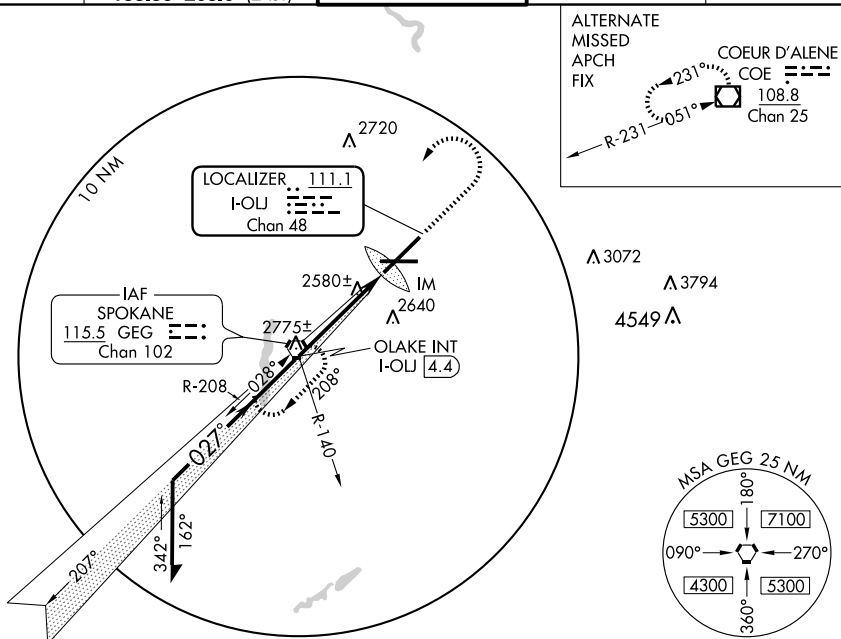 ALTERNATE
MISSED
APCH
FIX
COEUR D'ALENE
COE
108.8
Chan 25
231°
R-231
051°
10 NM
2720
LOCALIZER 111.1
I-OLJ
Chan 48
3072
3794
4549
2580±
IM
2640
IAF
SPOKANE
115.5 GEG
Chan 102
2775±
OLAKE INT
I-OLJ 4.4
R-208
028°
208°
R-140
027°
342°
162°
207°
MSA GEG 25 NM
180°
5300
7100
090°
270°
4300
5300
360°